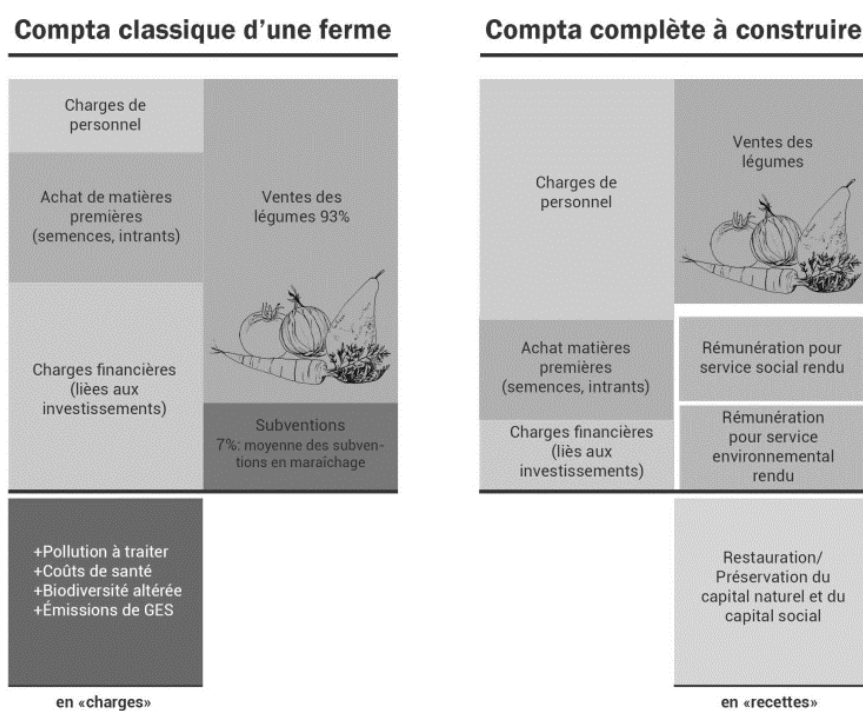 Compta classique d’une ferme
Charges de
personnel
Achat de matières
premières
(semences, intrants)
Charges financières
(lièes aux
investissements)
Ventes des
légumes 93%
Subventions
7%: moyenne des subven-
tions en maraîchage
+Pollution à traiter
+Coûts de santé
+Biodiversité altérée
+Émissions de GES
en «charges»
Compta complète à construire
Charges de
personnel
Achat matières
premières
(semences, intrants)
Charges financières
(liès aux
investissements)
Ventes des
légumes
Rémunération pour
service social rendu
Rémunération
pour service
environnemental
rendu
Restauration/
Préservation du
capital naturel et du
capital social
en «recettes»